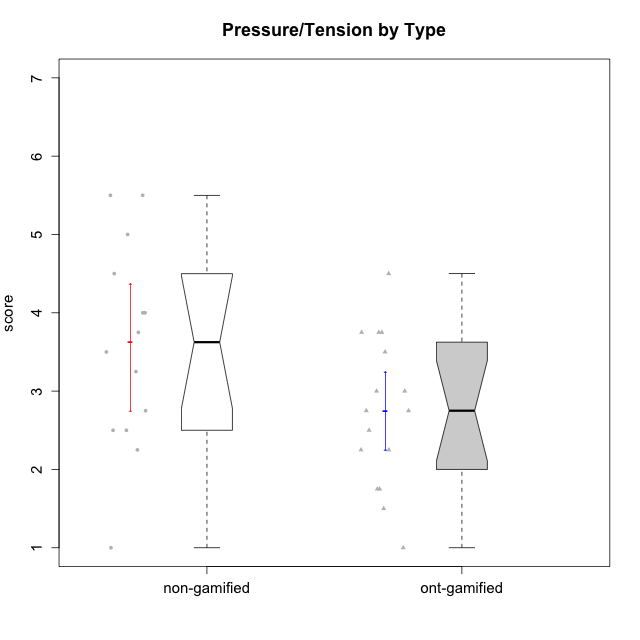 Pressure/Tension by Type
7
6
5
4
3
2
1
score
non-gamified
ont-gamified